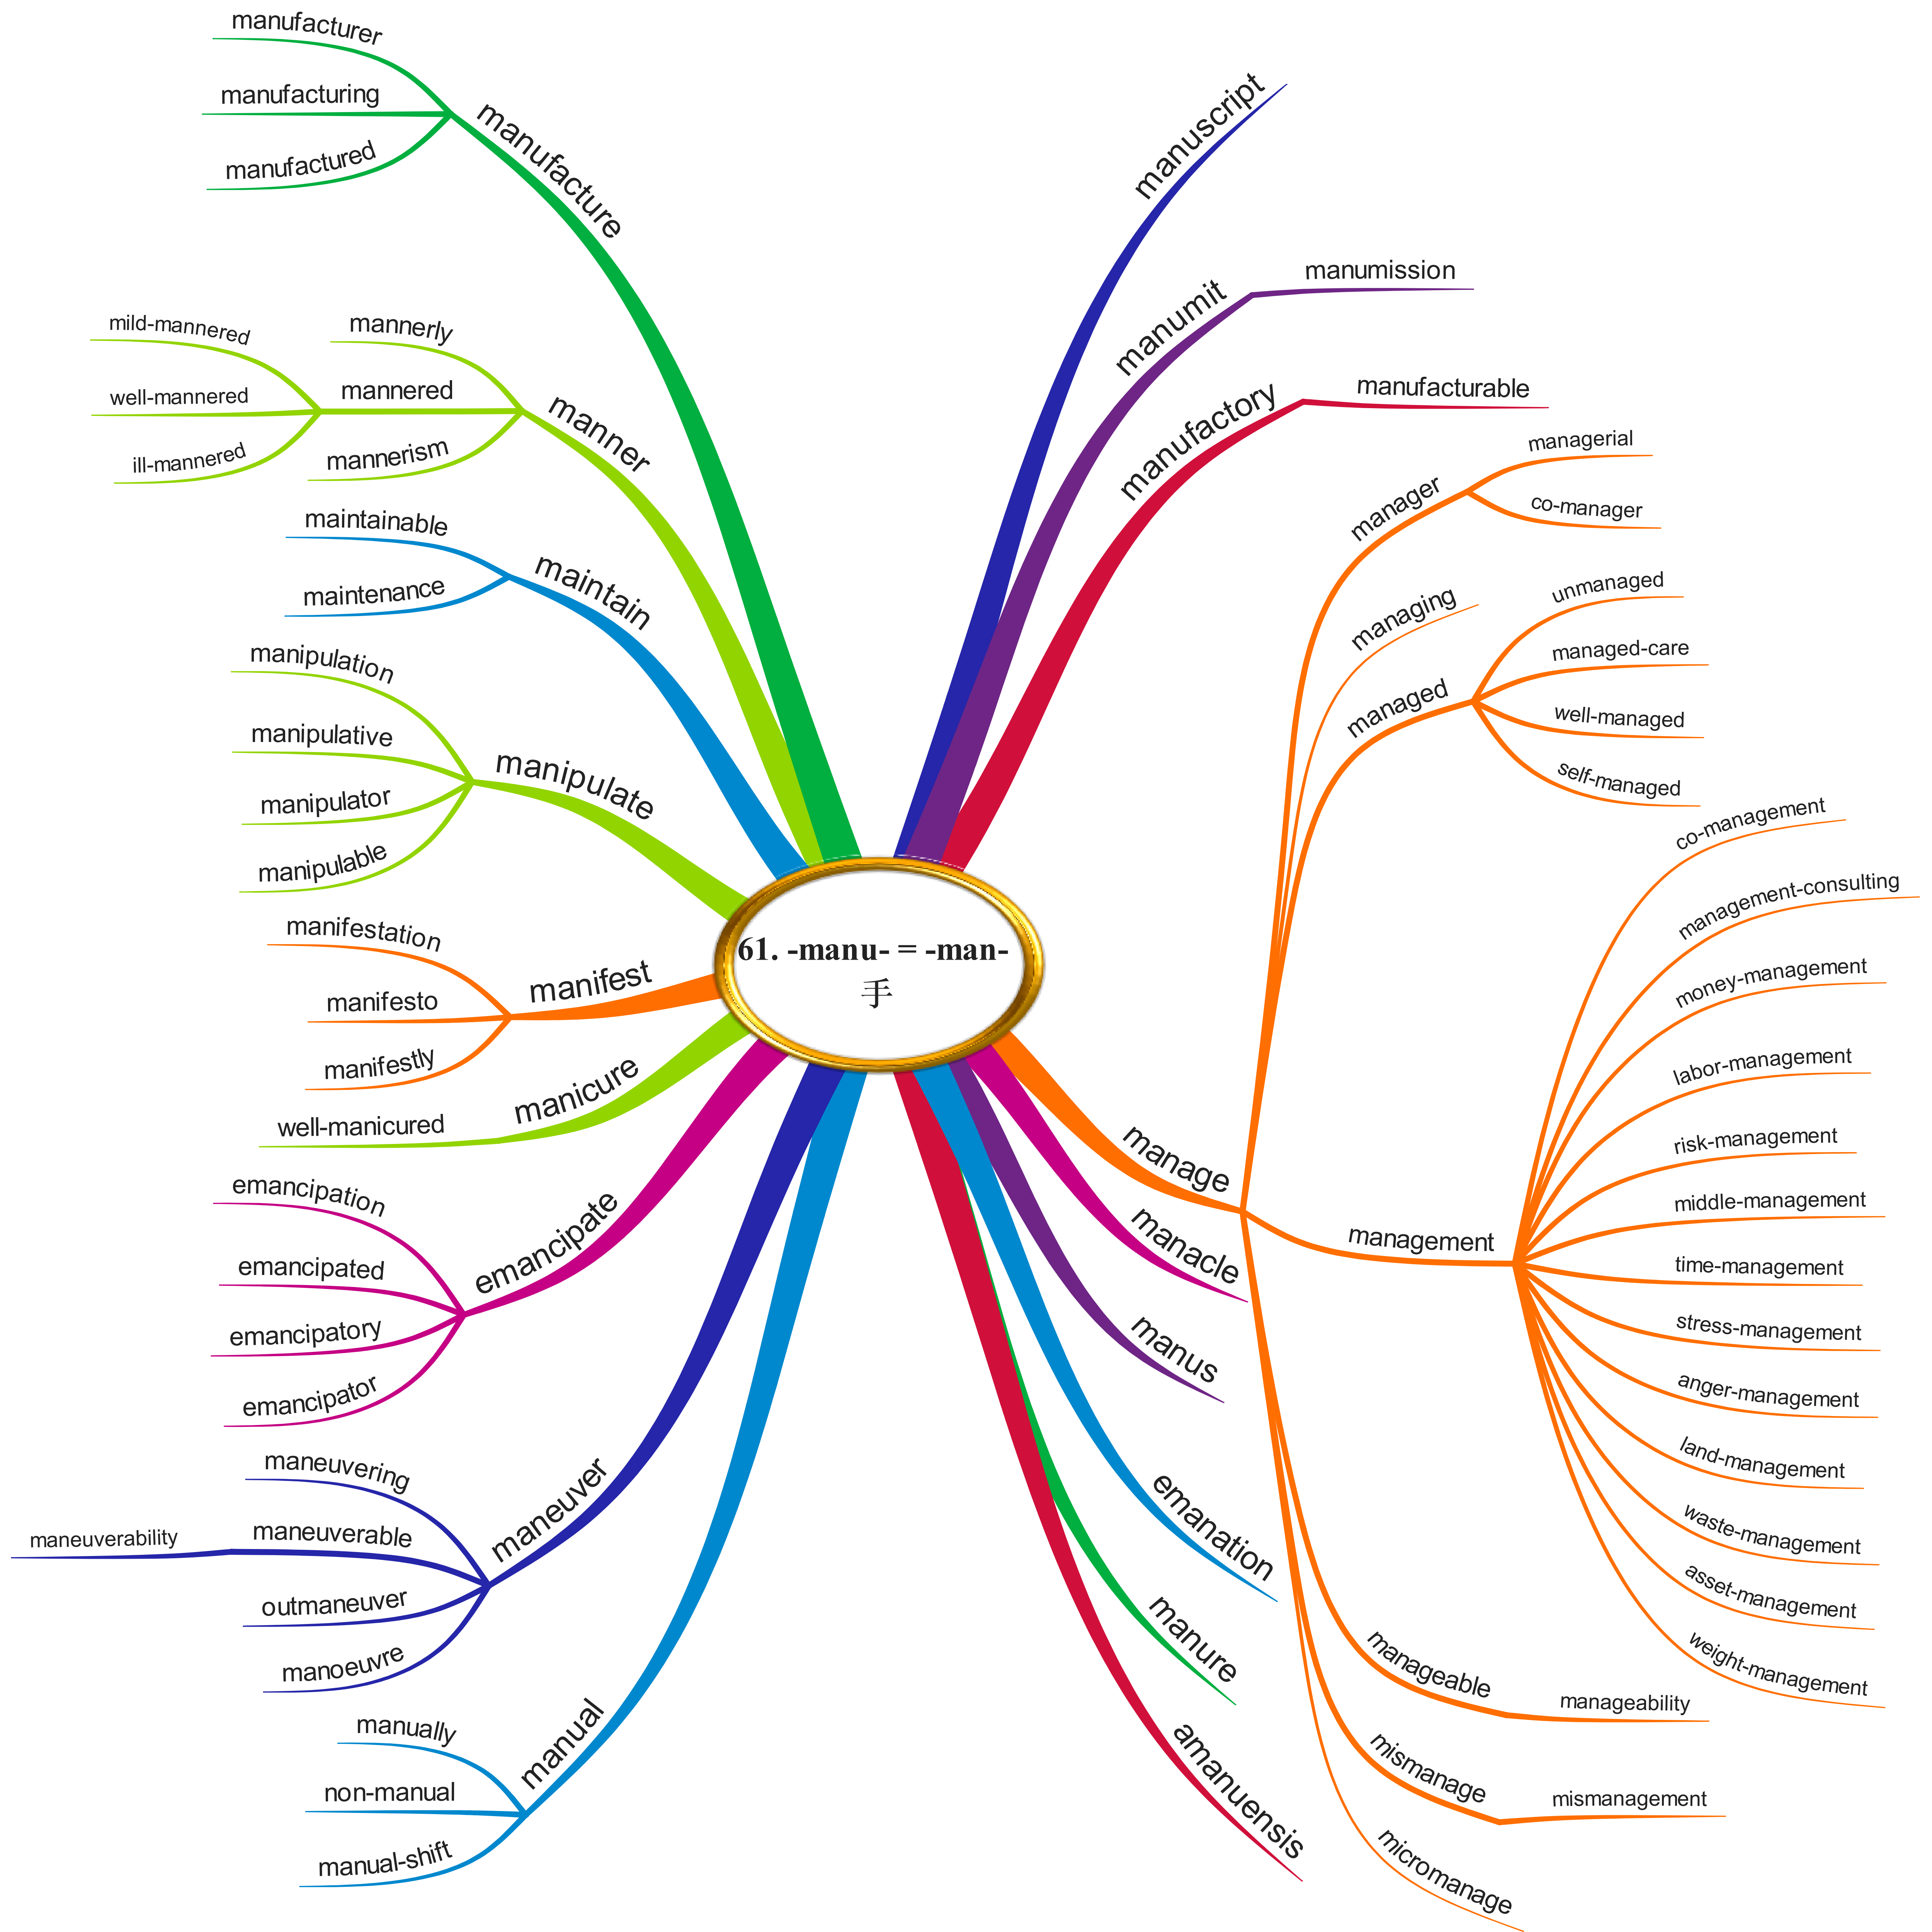 61. -manu- = -man-
手
manuscript
manumit
manumission
manufactory
manufacturable
manage
manager
managerial
co-manager
managing
managed
unmanaged
managed-care
well-managed
self-managed
management
co-management
management-consulting
money-management
labor-management
risk-management
middle-management
time-management
stress-management
anger-management
land-management
waste-management
asset-management
weight-management
manageable
manageability
mismanage
mismanagement
micromanage
manacle
manus
emanation
manure
amanuensis
manufacture
manufacturer
manufacturing
manufactured
manner
mannerly
mannered
mild-mannered
well-mannered
ill-mannered
mannerism
maintain
maintainable
maintenance
manipulate
manipulation
manipulative
manipulator
manipulable
manifest
manifestation
manifesto
manifestly
manicure
well-manicured
emancipate
emancipation
emancipated
emancipatory
emancipator
maneuver
maneuvering
maneuverable
maneuverability
outmaneuver
manoeuvre
manual
manually
non-manual
manual-shift